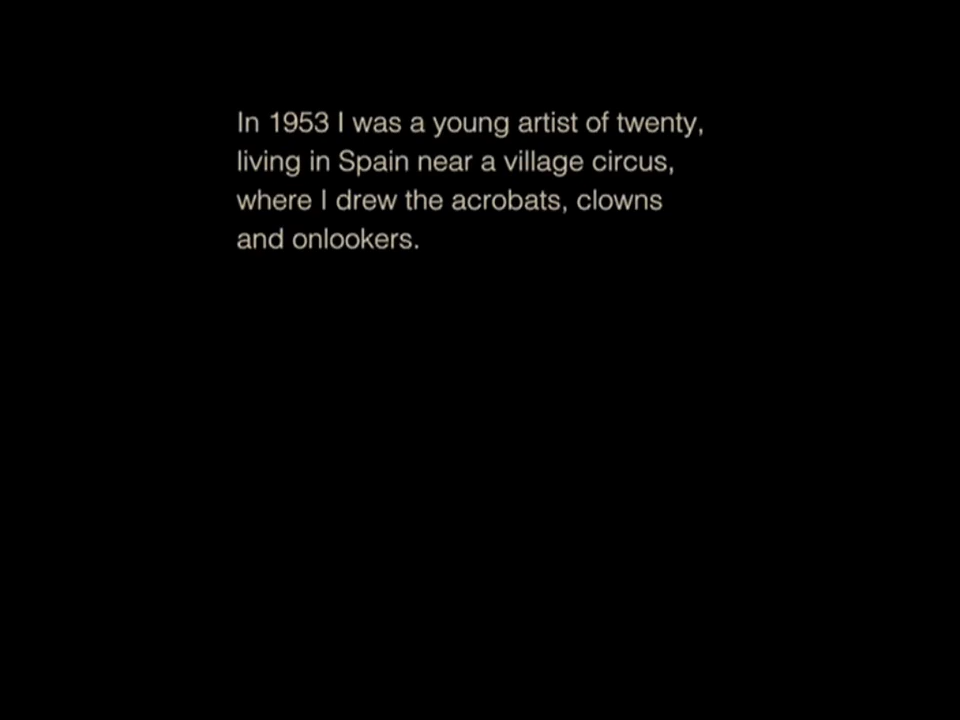 In 1953 I was a young artist of twenty,
living in Spain near a village circus,
where I drew the acrobats, clowns
and onlookers.